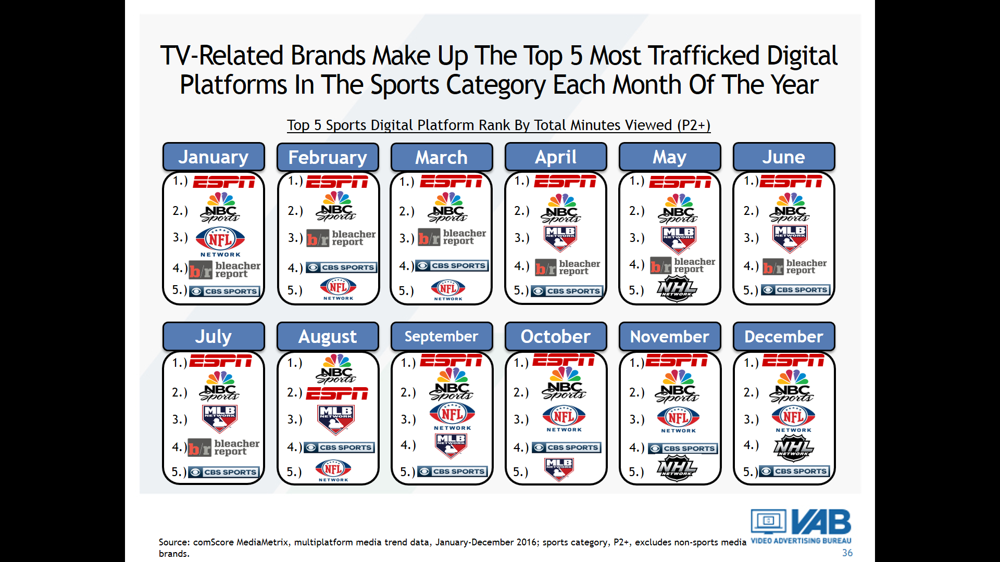 TV-Related Brands Make Up The Top 5 Most Trafficked Digital
Platforms In The Sports Category Each Month Of The Year
Top 5 Sports Digital Platform Rank By Total Minutes Viewed (P2+)
January
1.) ESPN
2.) NBC Sports
3.) NFL NETWORK
4.) b/r bleacher report
5.) CBS SPORTS
February
1.) ESPN
2.) NBC Sports
3.) b/r bleacher report
4.) CBS SPORTS
5.) NFL NETWORK
March
1.) ESPN
2.) NBC Sports
3.) b/r bleacher report
4.) CBS SPORTS
5.) NFL NETWORK
April
1.) ESPN
2.) NBC Sports
3.) MLB NETWORK
4.) b/r bleacher report
5.) CBS SPORTS
May
1.) ESPN
2.) NBC Sports
3.) MLB NETWORK
4.) b/r bleacher report
5.) NHL NETWORK
June
1.) ESPN
2.) NBC Sports
3.) MLB NETWORK
4.) b/r bleacher report
5.) CBS SPORTS
July
1.) ESPN
2.) NBC Sports
3.) MLB NETWORK
4.) b/r bleacher report
5.) CBS SPORTS
August
1.) NBC Sports
2.) ESPN
3.) MLB NETWORK
4.) CBS SPORTS
5.) NFL NETWORK
September
1.) ESPN
2.) NBC Sports
3.) NFL NETWORK
4.) MLB NETWORK
5.) CBS SPORTS
October
1.) ESPN
2.) NBC Sports
3.) NFL NETWORK
4.) CBS SPORTS
5.) MLB NETWORK
November
1.) ESPN
2.) NBC Sports
3.) NFL NETWORK
4.) CBS SPORTS
5.) NHL NETWORK
December
1.) ESPN
2.) NBC Sports
3.) NFL NETWORK
4.) NHL NETWORK
5.) CBS SPORTS
VAB
VIDEO ADVERTISING BUREAU
Source: comScore MediaMetrix, multiplatform media trend data, January-December 2016; sports category, P2+, excludes non-sports media
brands.
36